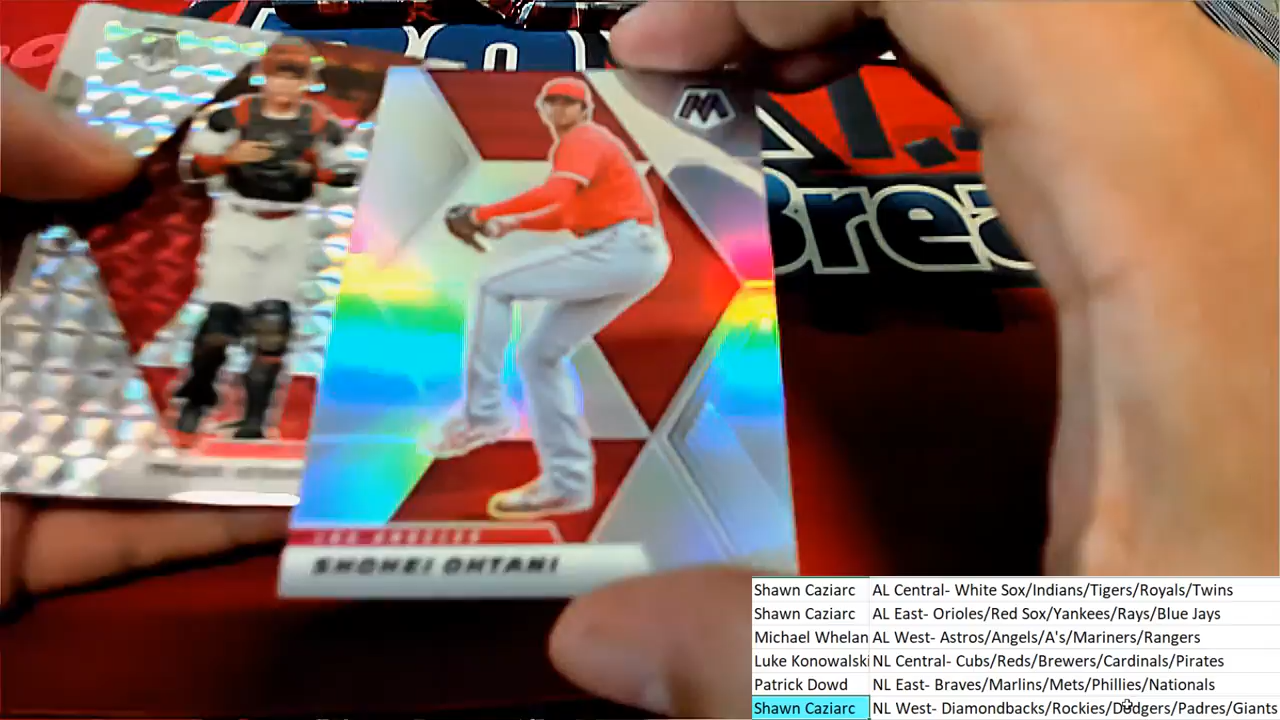 LOS ANGELES
SHOHEI OHTANI
Brea
Shawn Caziarc AL Central- White Sox/Indians/Tigers/Royals/Twins
Shawn Caziarc AL East- Orioles/Red Sox/Yankees/Rays/Blue Jays
Michael Whelan AL West- Astros/Angels/A's/Mariners/Rangers
Luke Konowalski NL Central- Cubs/Reds/Brewers/Cardinals/Pirates
Patrick Dowd NL East- Braves/Marlins/Mets/Phillies/Nationals
Shawn Caziarc NL West- Diamondbacks/Rockies/Dodgers/Padres/Giants